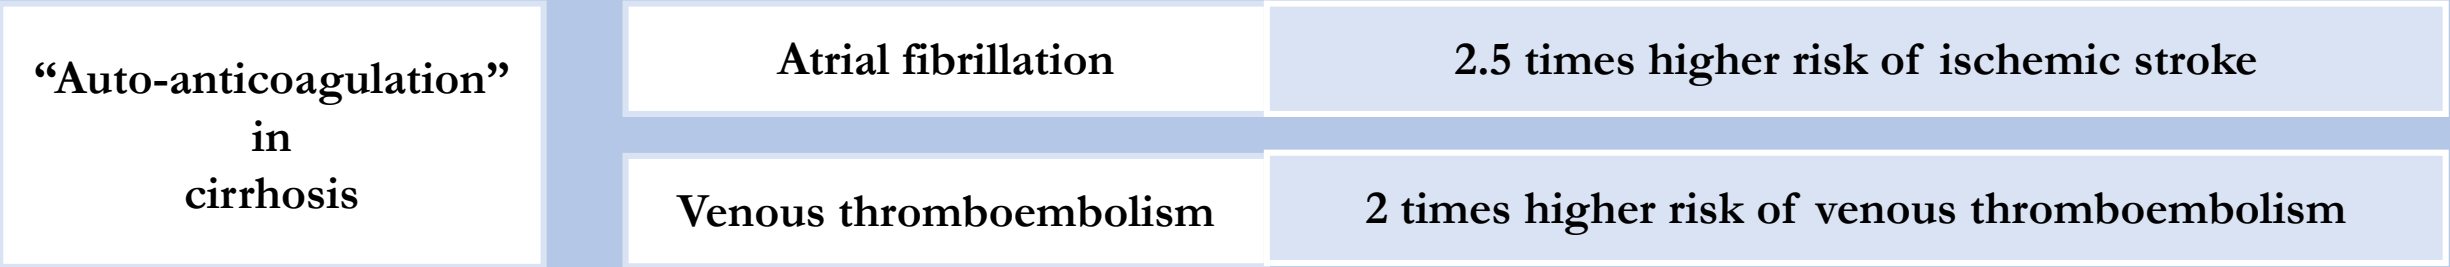 “Auto-anticoagulation”
in
cirrhosis
Atrial fibrillation
2.5 times higher risk of ischemic stroke
Venous thromboembolism
2 times higher risk of venous thromboembolism